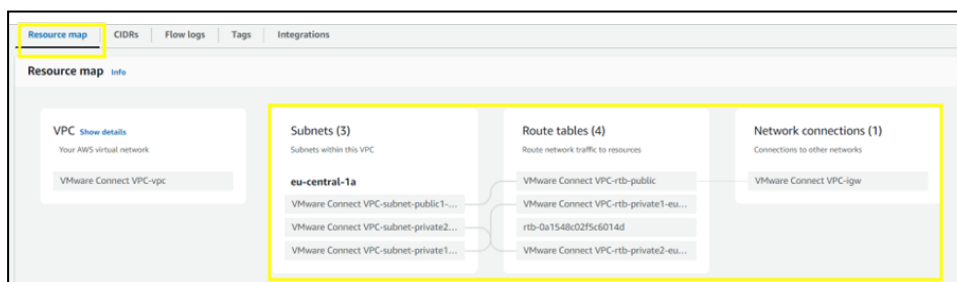 Resource map CIDRs Flow logs Tags Integrations
Resource map Info
VPC Show details
Your AWS virtual network
VMware Connect VPC-vpc
Subnets (3)
Subnets within this VPC
eu-central-1a
VMware Connect VPC-subnet-public1-...
VMware Connect VPC-subnet-private2...
VMware Connect VPC-subnet-private1...
Route tables (4)
Route network traffic to resources
VMware Connect VPC-rtb-public
VMware Connect VPC-rtb-private1-eu...
rtb-0a1548c02f5c6014d
VMware Connect VPC-rtb-private2-eu...
Network connections (1)
Connections to other networks
VMware Connect VPC-igw